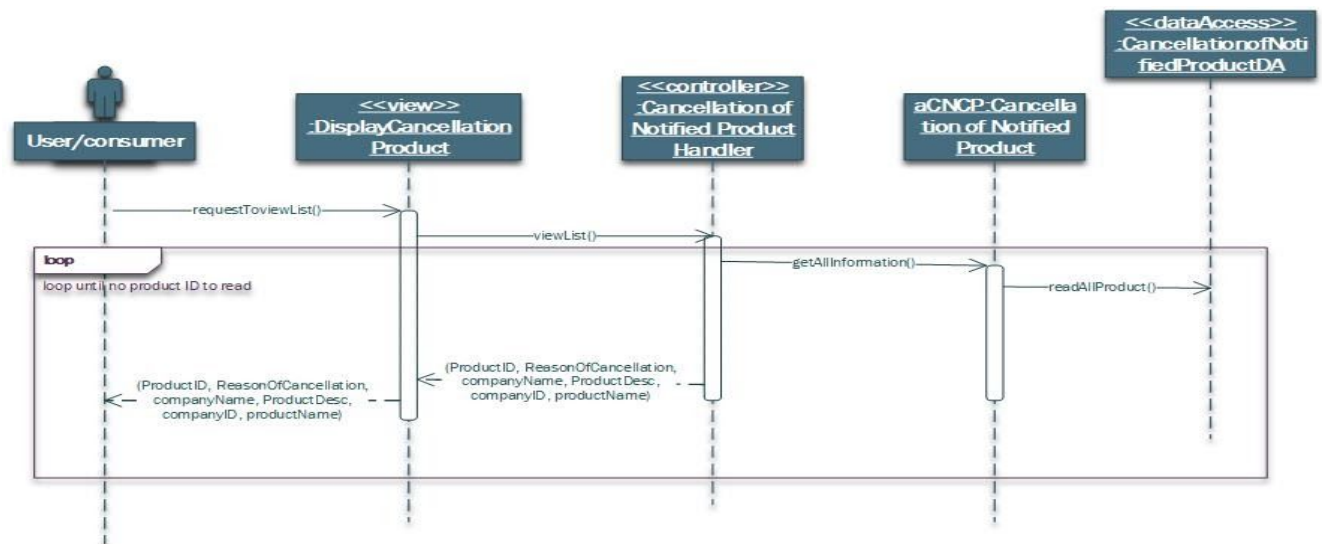 <<dataAccess>>
:CancellationofNoti
fiedProductDA
User/consumer
<<view>>
:DisplayCancellation
Product
<<controller>>
:Cancellation of
Notified Product
Handler
aCNCP:Cancella
tion of Notified
Product
requestToviewList()
viewList()
loop
loop until no product ID to read
getAllInformation()
readAllProduct()
(ProductID, ReasonOfCancellation,
companyName, ProductDesc,
companyID, productName)
(ProductID, ReasonOfCancellation,
companyName, ProductDesc,
companyID, productName)